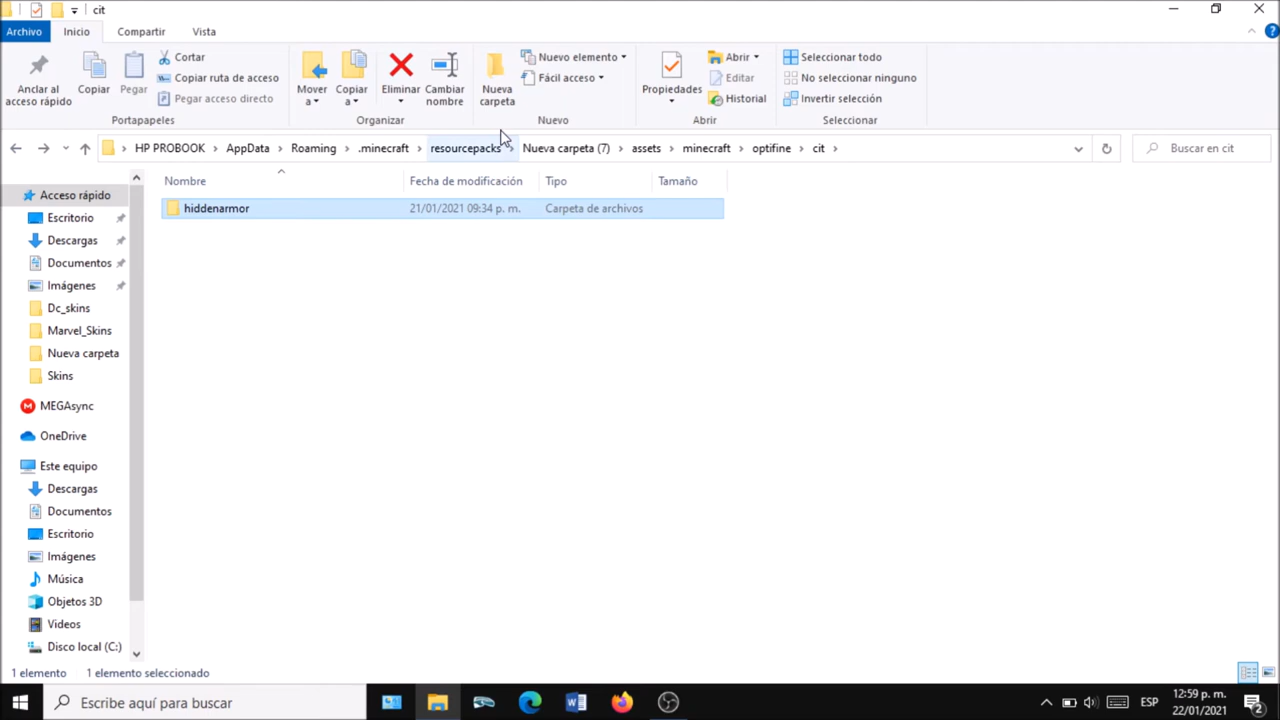 cit
Archivo Inicio Compartir Vista
Anclar al acceso rápido
Copiar
Pegar
Cortar
Copiar ruta de acceso
Pegar acceso directo
Portapapeles
Mover a
Copiar a
Eliminar
Cambiar nombre
Organizar
Nueva carpeta
Nuevo elemento
Fácil acceso
Nuevo
Propiedades
Abrir
Editar
Historial
Abrir
Seleccionar todo
No seleccionar ninguno
Invertir selección
Seleccionar
HP PROBOOK > AppData > Roaming > .minecraft > resourcepacks > Nueva carpeta (7) > assets > minecraft > optifine > cit >
Buscar en cit
Nombre Fecha de modificación Tipo Tamaño
hiddenarmor 21/01/2021 09:34 p. m. Carpeta de archivos
Acceso rápido
Escritorio
Descargas
Documentos
Imágenes
Dc_skins
Marvel_Skins
Nueva carpeta
Skins
MEGAsync
OneDrive
Este equipo
Descargas
Documentos
Escritorio
Imágenes
Música
Objetos 3D
Videos
Disco local (C:)
1 elemento 1 elemento seleccionado
Escribe aquí para buscar
ESP
12:59 p. m.
22/01/2021
2